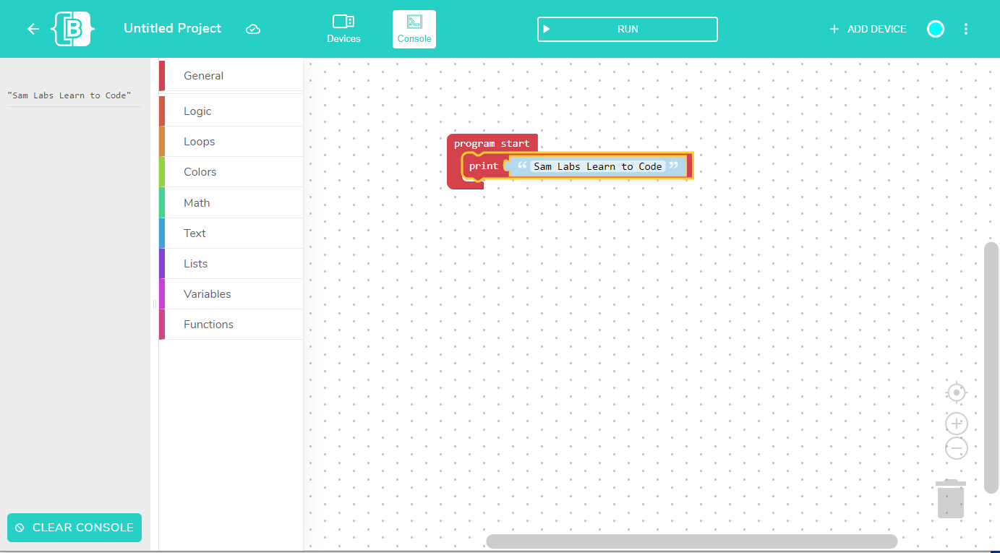 B
Untitled Project
Devices
Console
RUN
+ ADD DEVICE
"Sam Labs Learn to Code"
General
Logic
Loops
Colors
Math
Text
Lists
Variables
Functions
program start
print “ Sam Labs Learn to Code ”
CLEAR CONSOLE